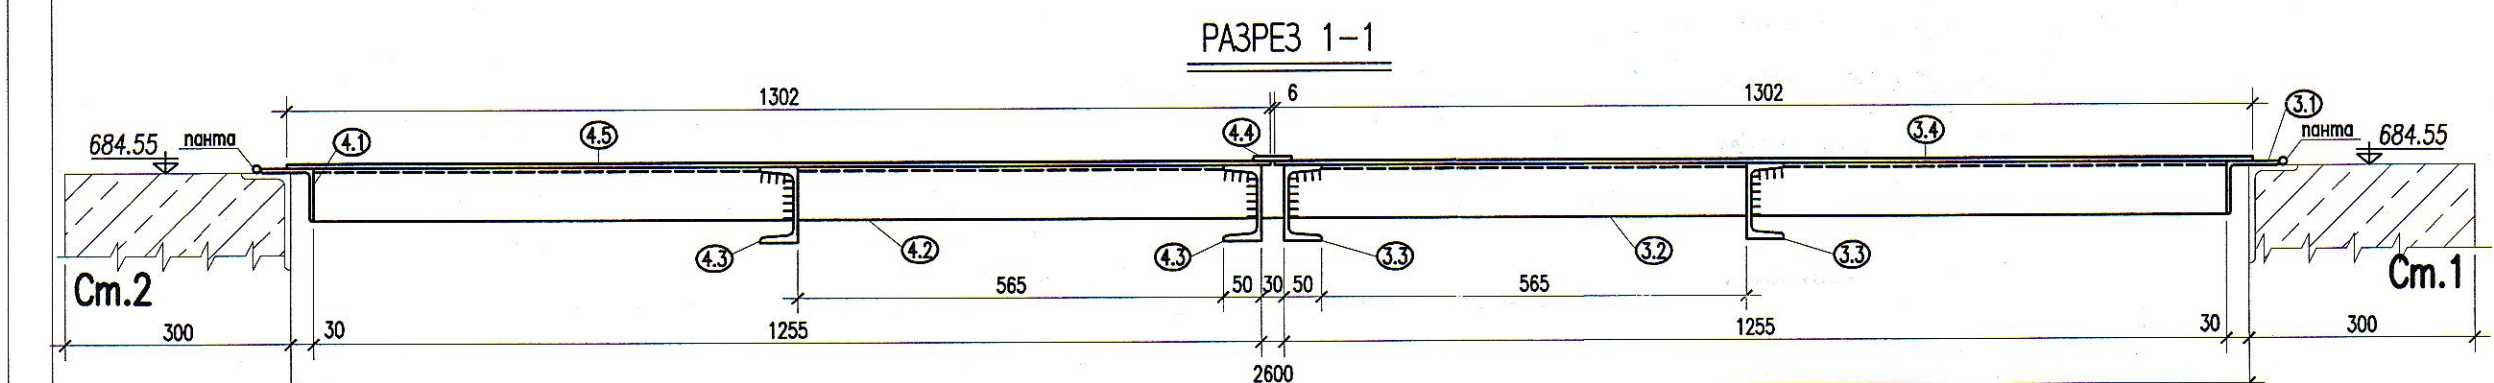 РАЗРЕЗ 1-1
1302 6 1302
684.55 панта 4.1 4.5 4.4 3.4 3.1 панта 684.55
4.3 4.2 4.3 3.3 3.2 3.3
Ст.2 565 50 30 50 565 Ст.1
300 30 1255 1255 30 300
2600